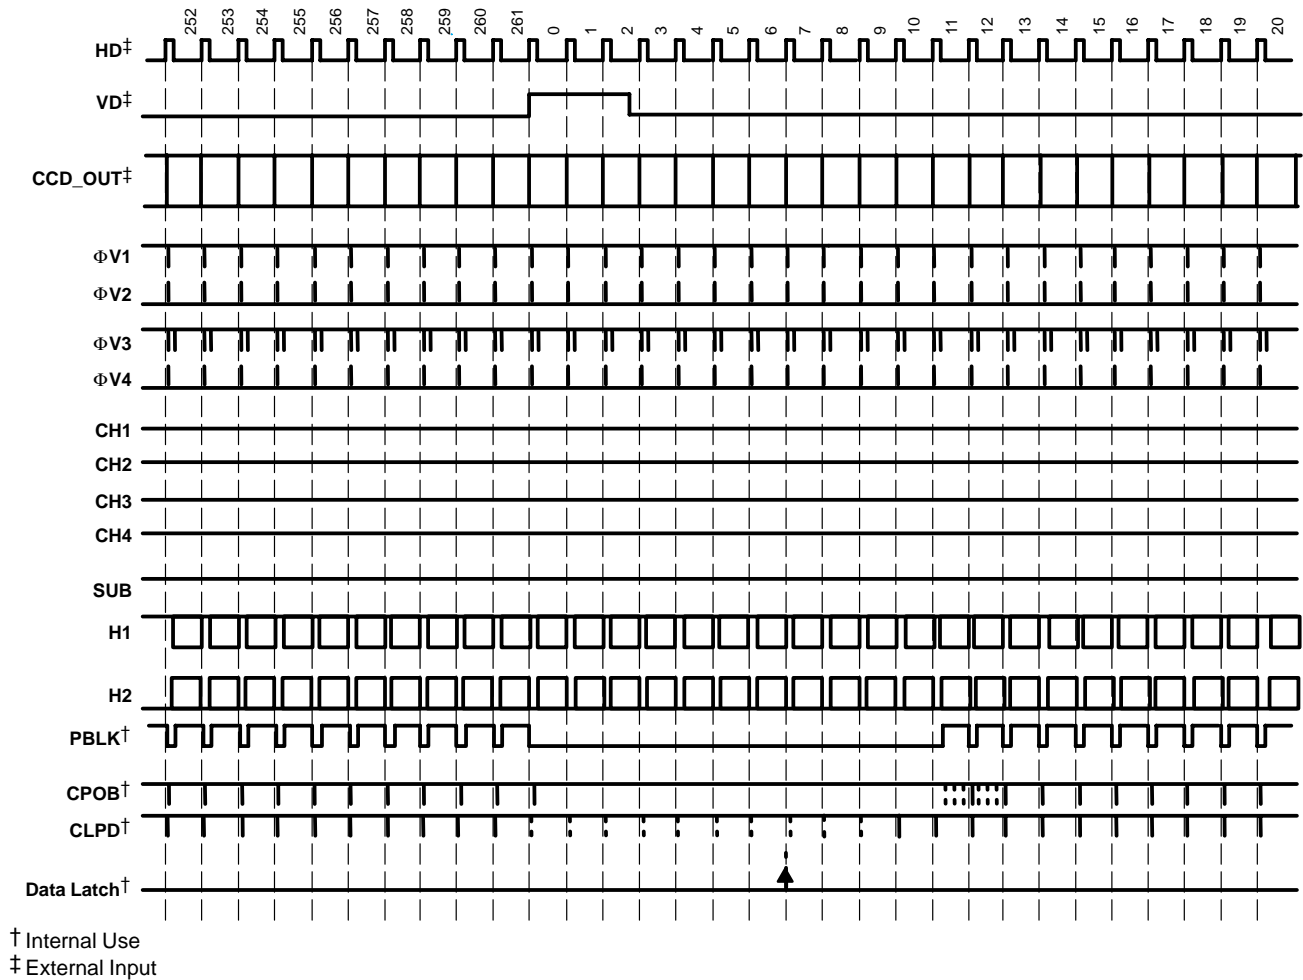 252 253 254 255 256 257 258 259 260 261 0 1 2 3 4 5 6 7 8 9 10 11 12 13 14 15 16 17 18 19 20
HD‡
VD‡
CCD_OUT‡
ΦV1
ΦV2
ΦV3
ΦV4
CH1
CH2
CH3
CH4
SUB
H1
H2
PBLK†
CPOB†
CLPD†
Data Latch†
† Internal Use
‡ External Input